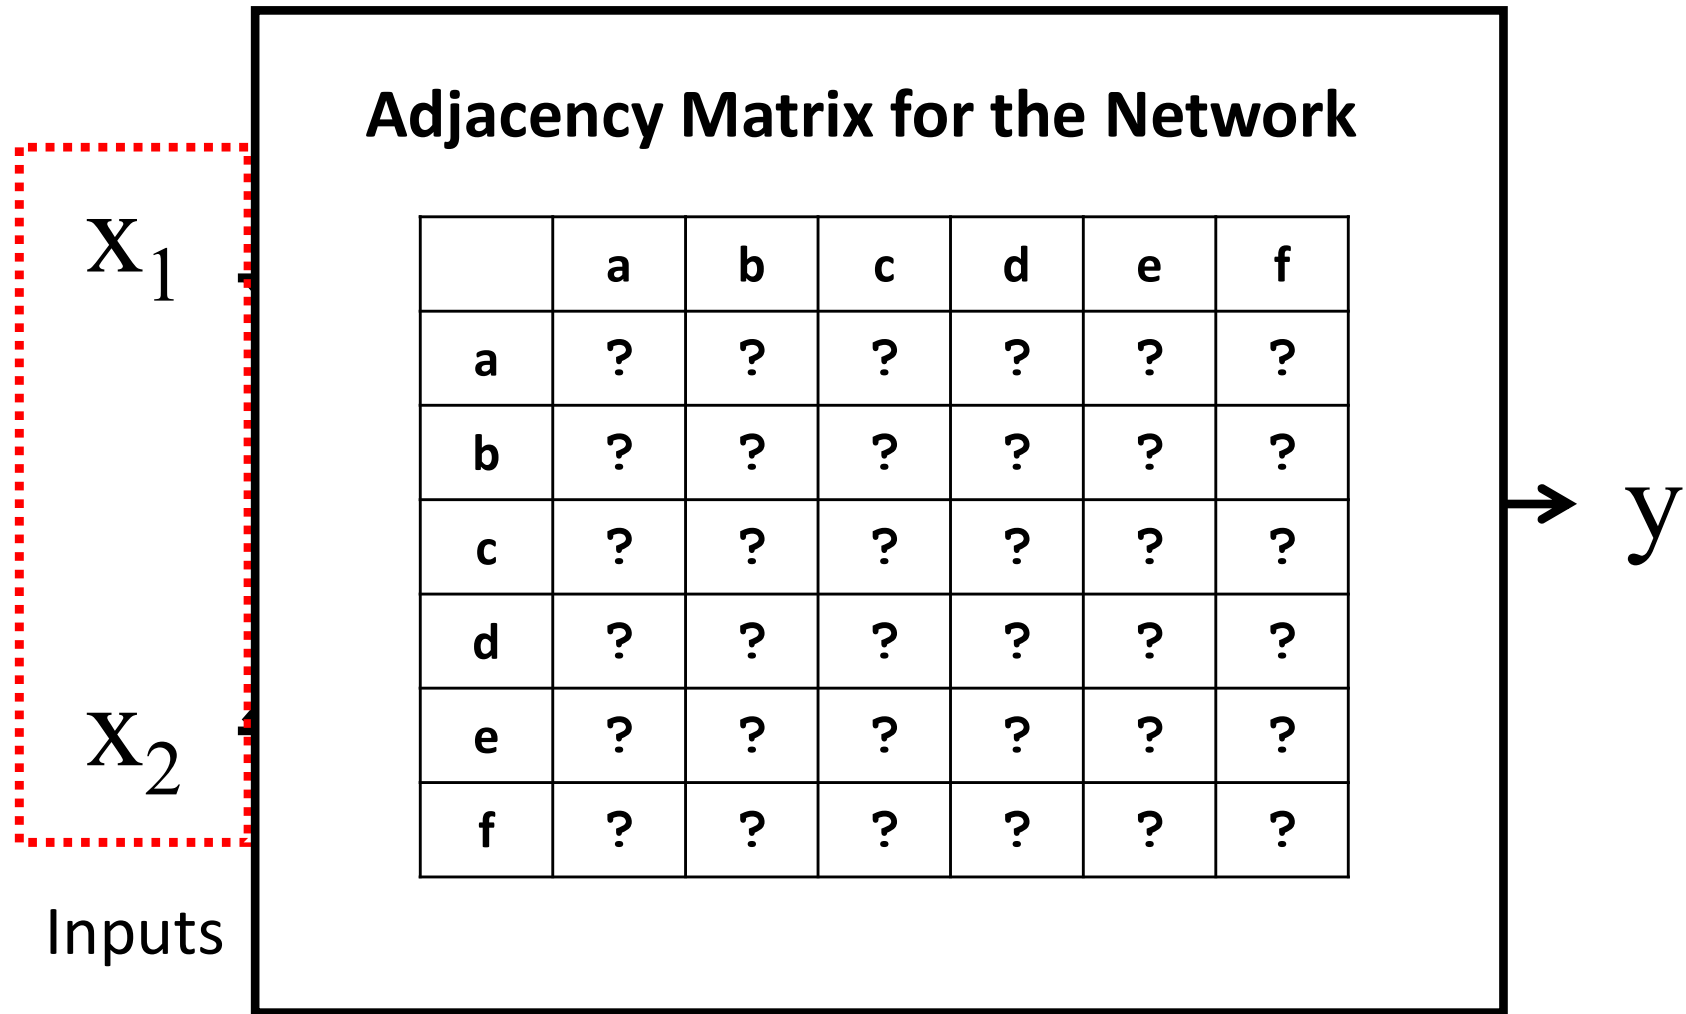 Adjacency Matrix for the Network
x₁
a b c d e f
a ? ? ? ? ? ?
b ? ? ? ? ? ?
c ? ? ? ? ? ?
d ? ? ? ? ? ?
e ? ? ? ? ? ?
f ? ? ? ? ? ?
y
x₂
Inputs